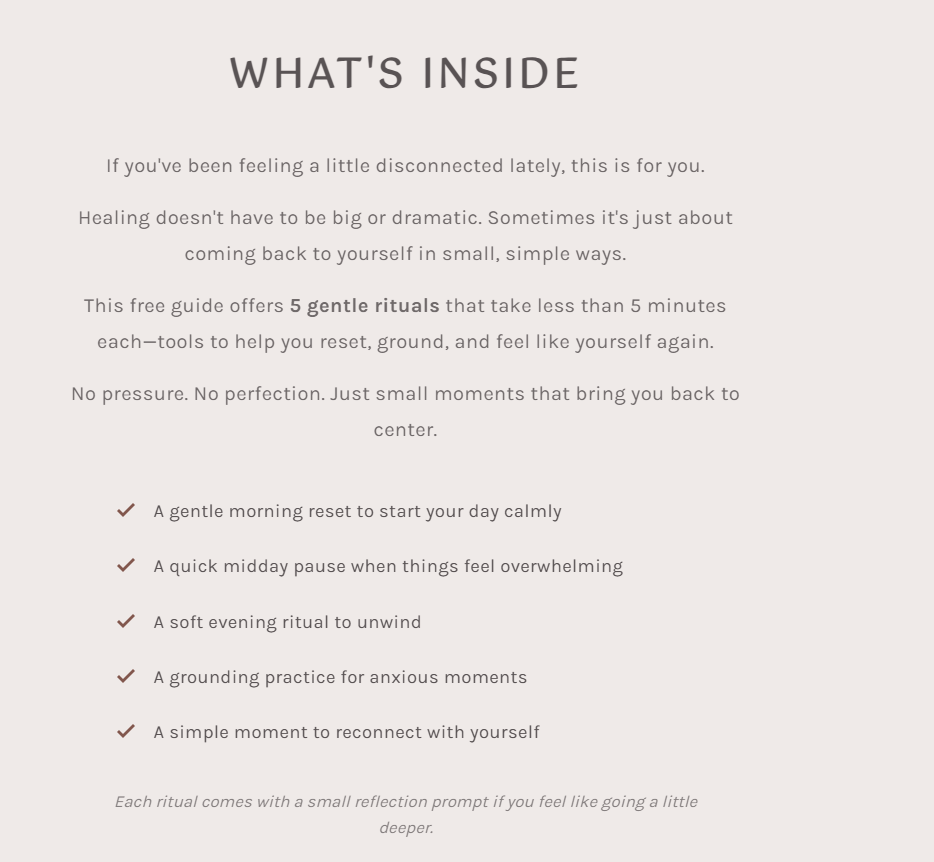 WHAT'S INSIDE
If you've been feeling a little disconnected lately, this is for you.
Healing doesn't have to be big or dramatic. Sometimes it's just about
coming back to yourself in small, simple ways.
This free guide offers 5 gentle rituals that take less than 5 minutes
each—tools to help you reset, ground, and feel like yourself again.
No pressure. No perfection. Just small moments that bring you back to
center.
A gentle morning reset to start your day calmly
A quick midday pause when things feel overwhelming
A soft evening ritual to unwind
A grounding practice for anxious moments
A simple moment to reconnect with yourself
Each ritual comes with a small reflection prompt if you feel like going a little
deeper.